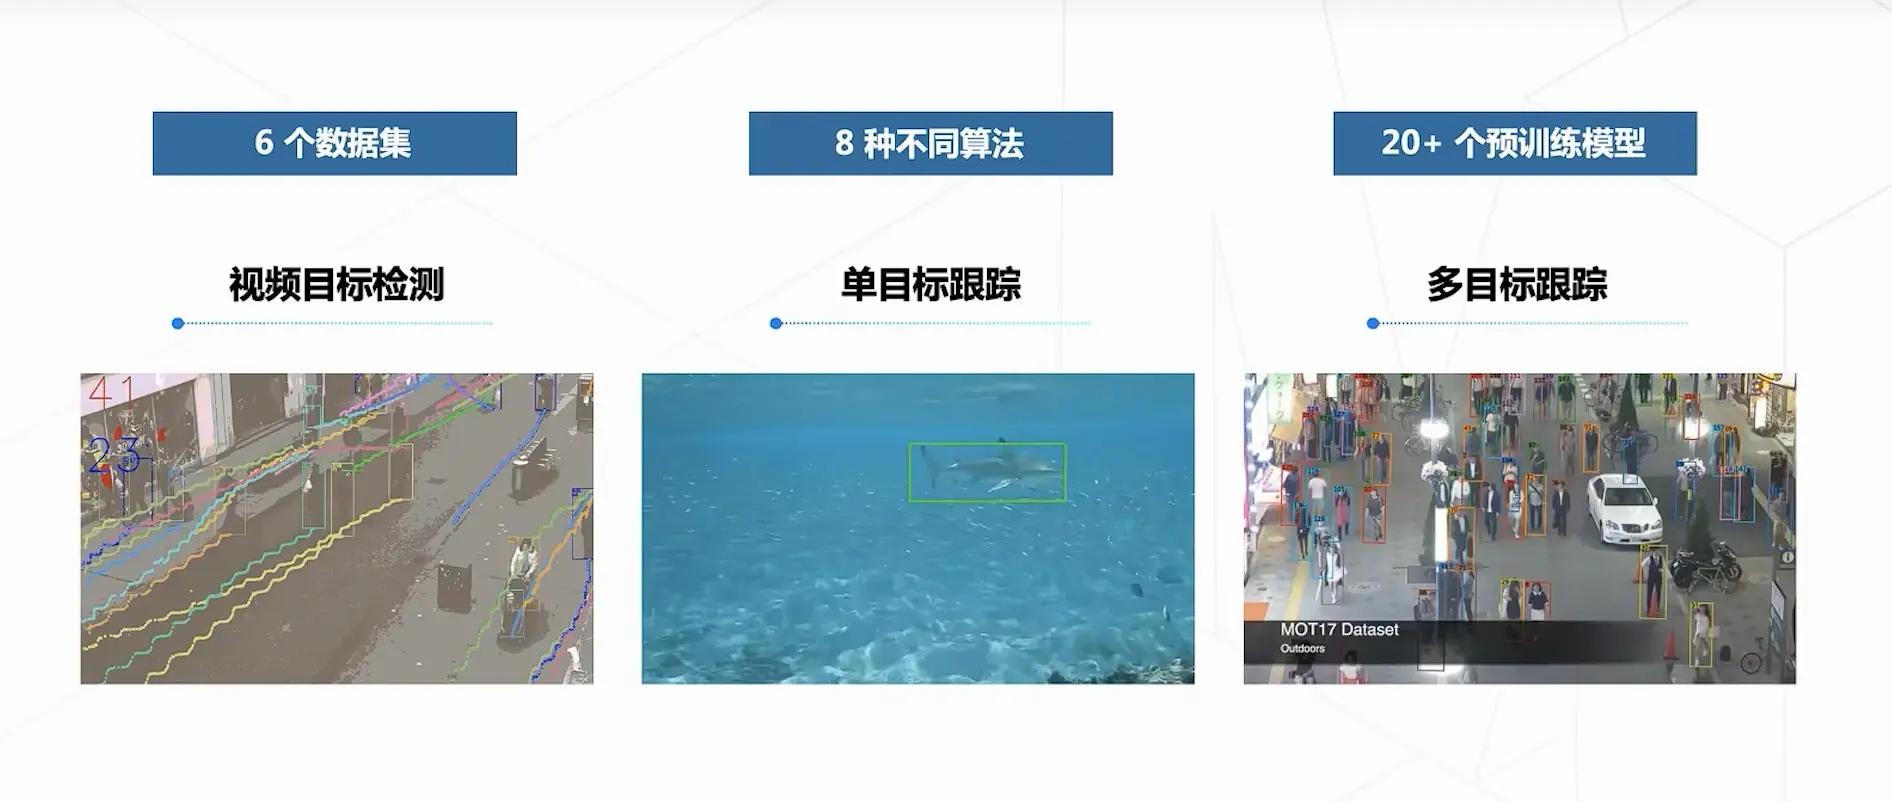 6 个数据集
8 种不同算法
20+ 个预训练模型
视频目标检测
单目标跟踪
多目标跟踪
41
23
MOT17 Dataset
Outdoors